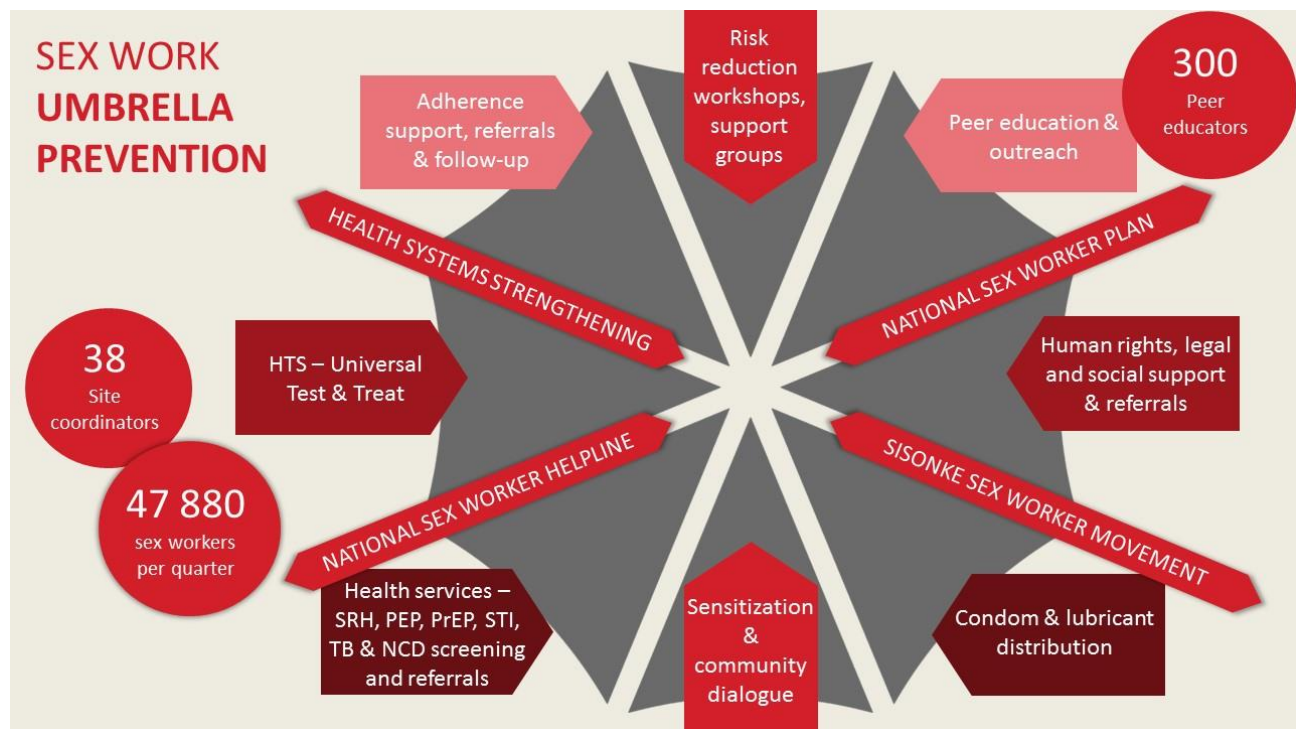 SEX WORK
UMBRELLA
PREVENTION
Adherence
support, referrals
& follow-up
Risk
reduction
workshops,
support
groups
Peer education &
outreach
300
Peer
educators
HEALTH SYSTEMS STRENGTHENING
NATIONAL SEX WORKER PLAN
38
Site
coordinators
HTS – Universal
Test & Treat
Human rights, legal
and social support
& referrals
47 880
sex workers
per quarter
NATIONAL SEX WORKER HELPLINE
SISONKE SEX WORKER MOVEMENT
Health services –
SRH, PEP, PrEP, STI,
TB & NCD screening
and referrals
Sensitization
&
community
dialogue
Condom & lubricant
distribution